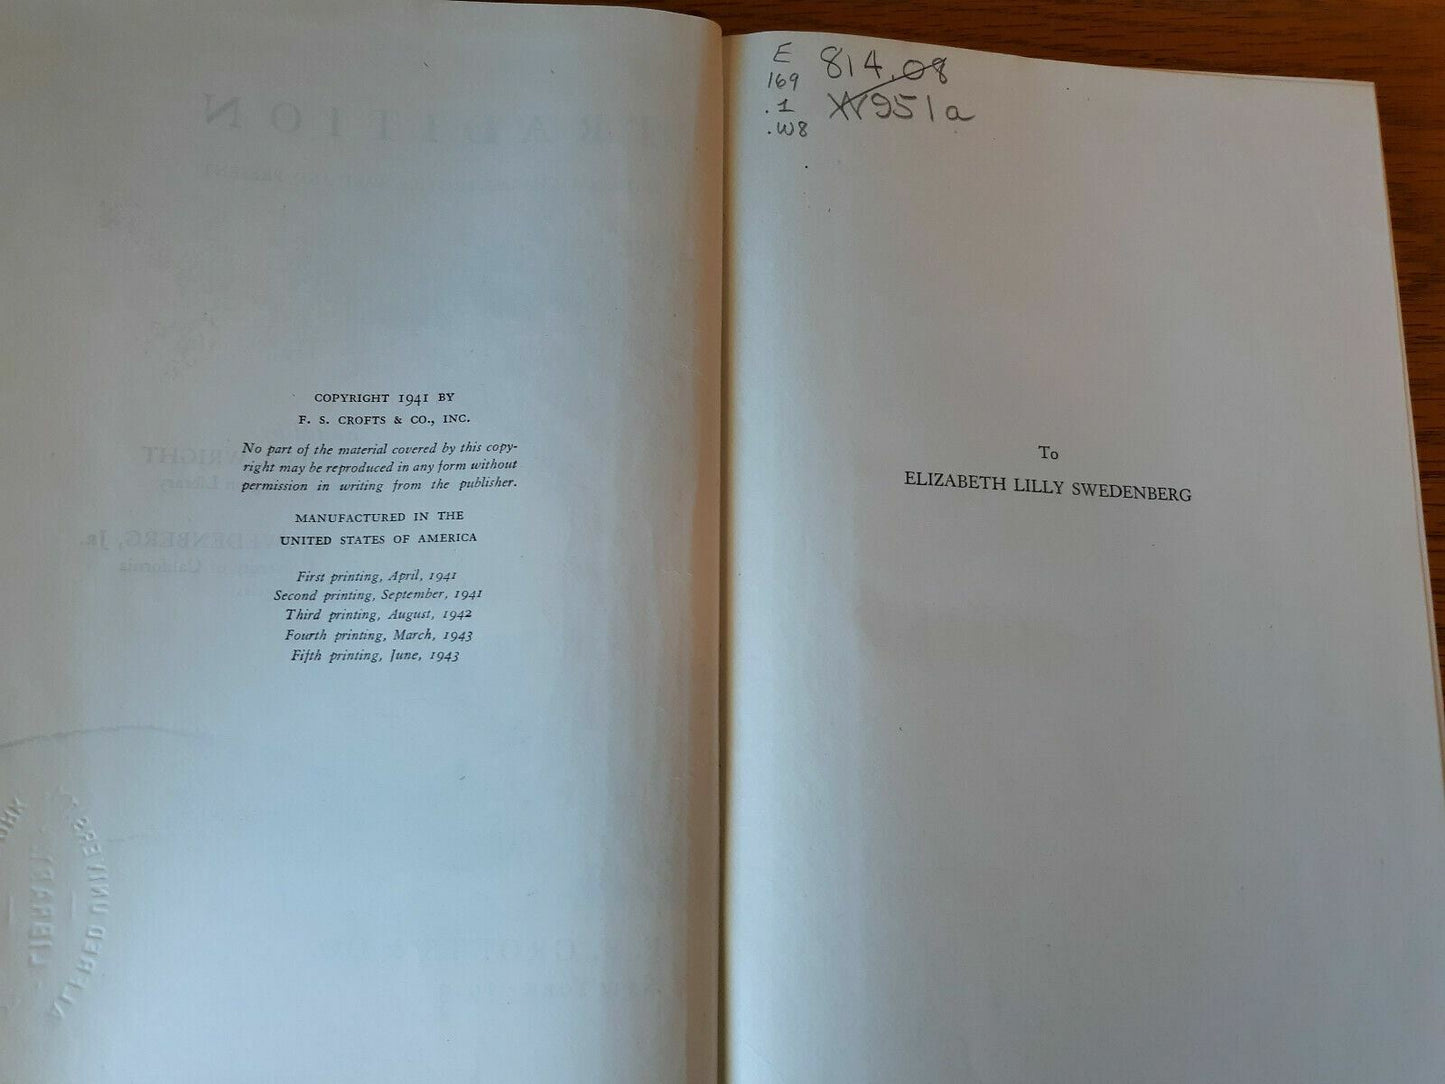 COPYRIGHT 1941 BY
F. S. CROFTS & CO., INC.
No part of the material covered by this copy-
right may be reproduced in any form without
permission in writing from the publisher.
MANUFACTURED IN THE
UNITED STATES OF AMERICA
First printing, April, 1941
Second printing, September, 1941
Third printing, August, 1942
Fourth printing, March, 1943
Fifth printing, June, 1943
LIBRARY
ALFRED UNIVERS
E
169
.1
.W8
814.08
W951a
To
ELIZABETH LILLY SWEDENBERG